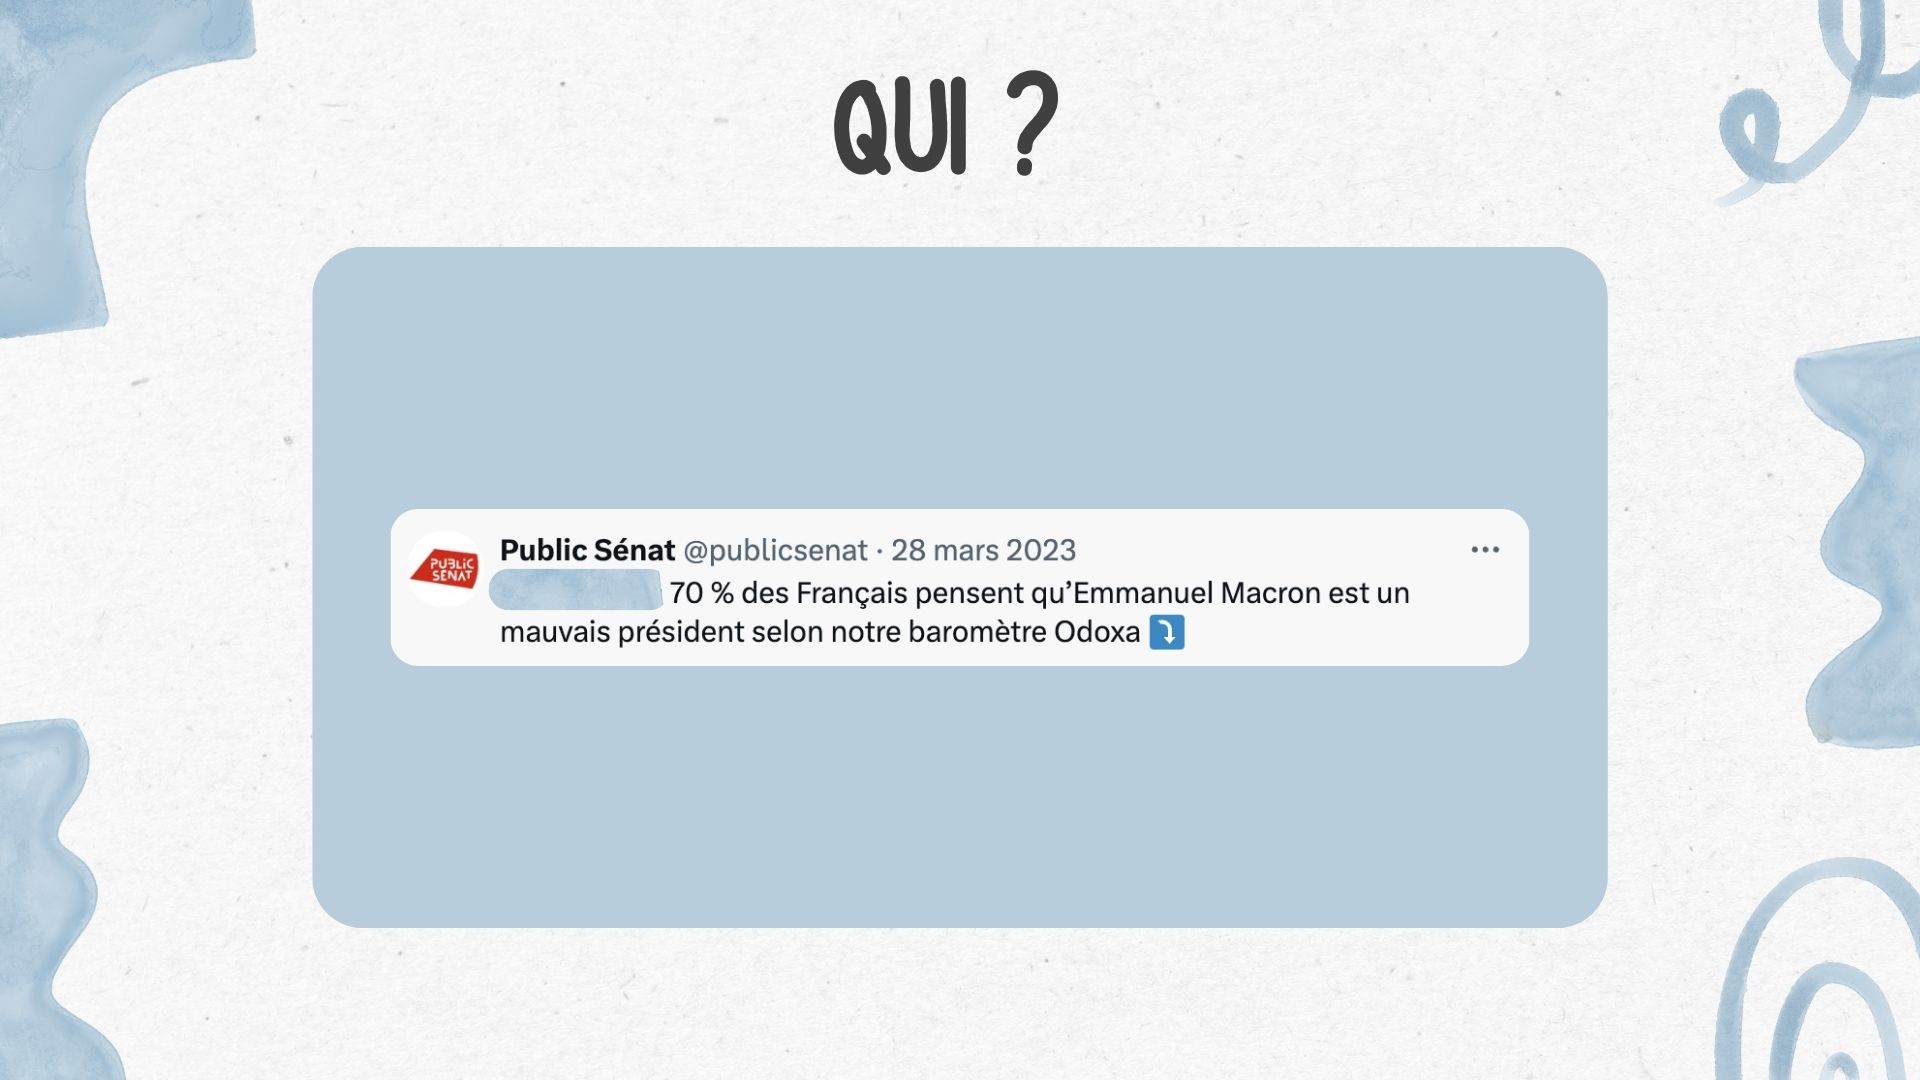 QUI ?
PUBLIC
SÉNAT
Public Sénat @publicsenat · 28 mars 2023
70 % des Français pensent qu’Emmanuel Macron est un
mauvais président selon notre baromètre Odoxa ⤵️